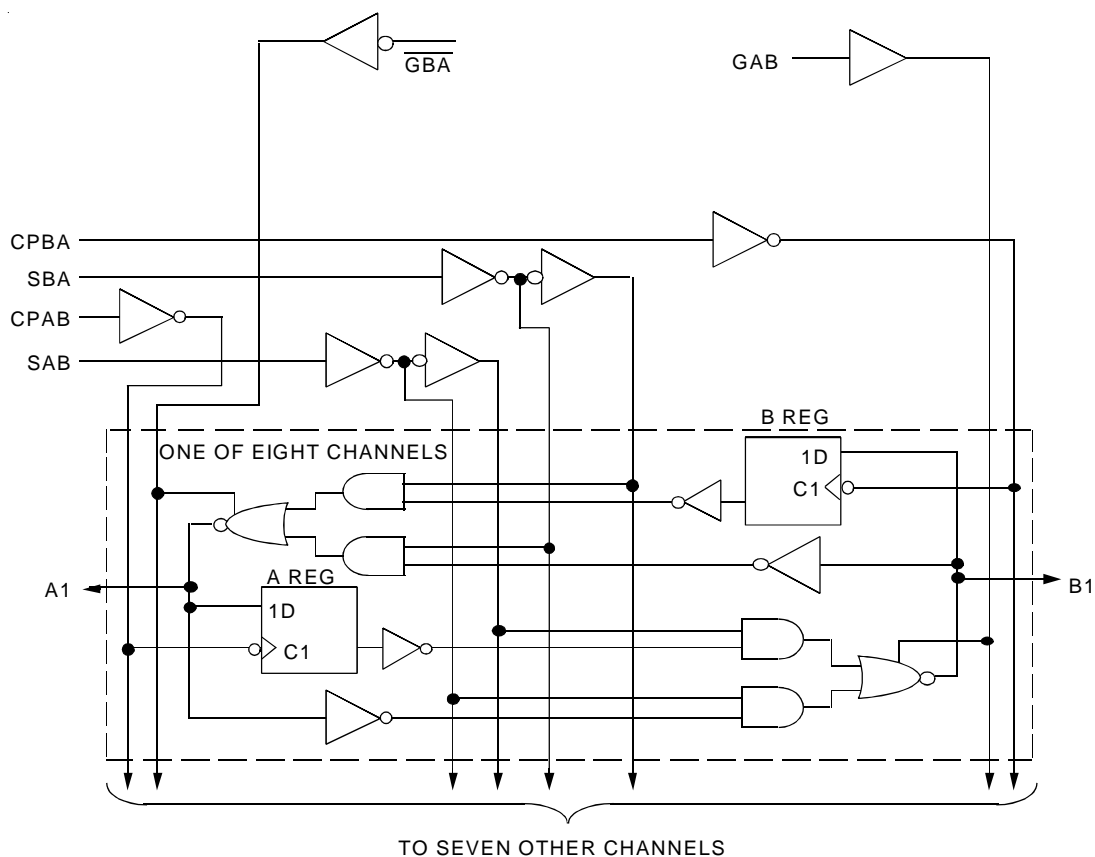 GBA
GAB
CPBA
SBA
CPAB
SAB
B REG
ONE OF EIGHT CHANNELS
1D
C1
A REG
A1
1D
C1
B1
TO SEVEN OTHER CHANNELS